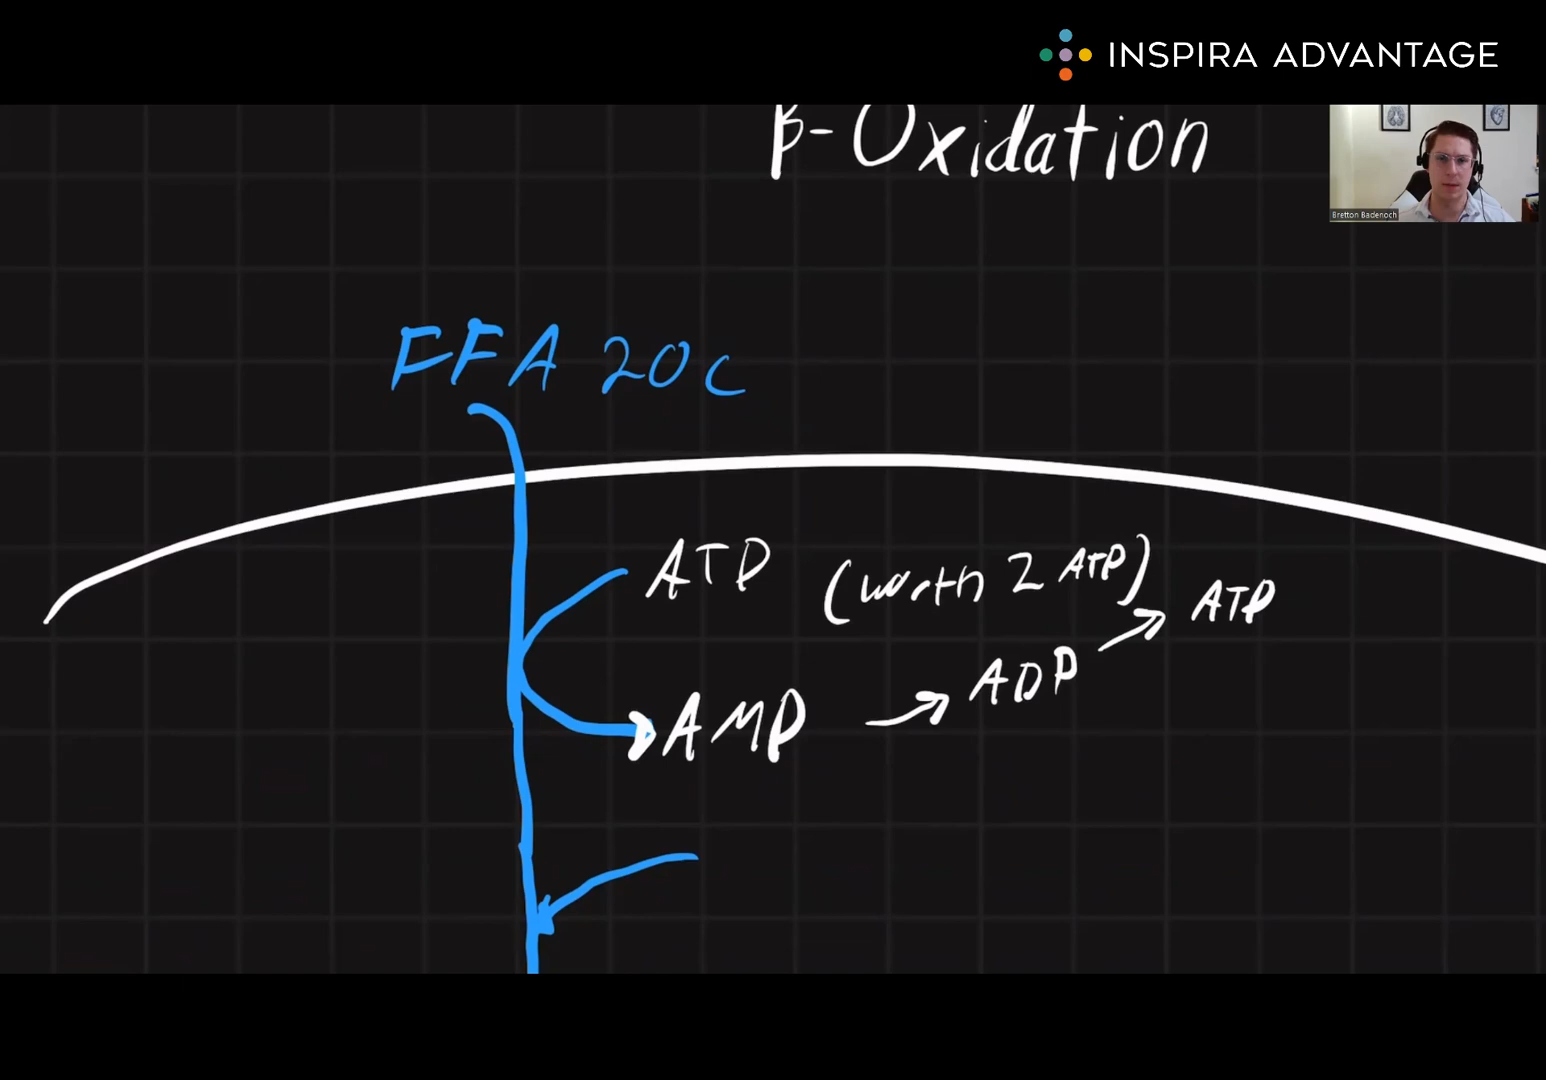 INSPIRA ADVANTAGE
β-Oxidation
Bretton Badenoch
FFA 20C
ATP (worth 2 ATP)
AMP → ADP → ATP